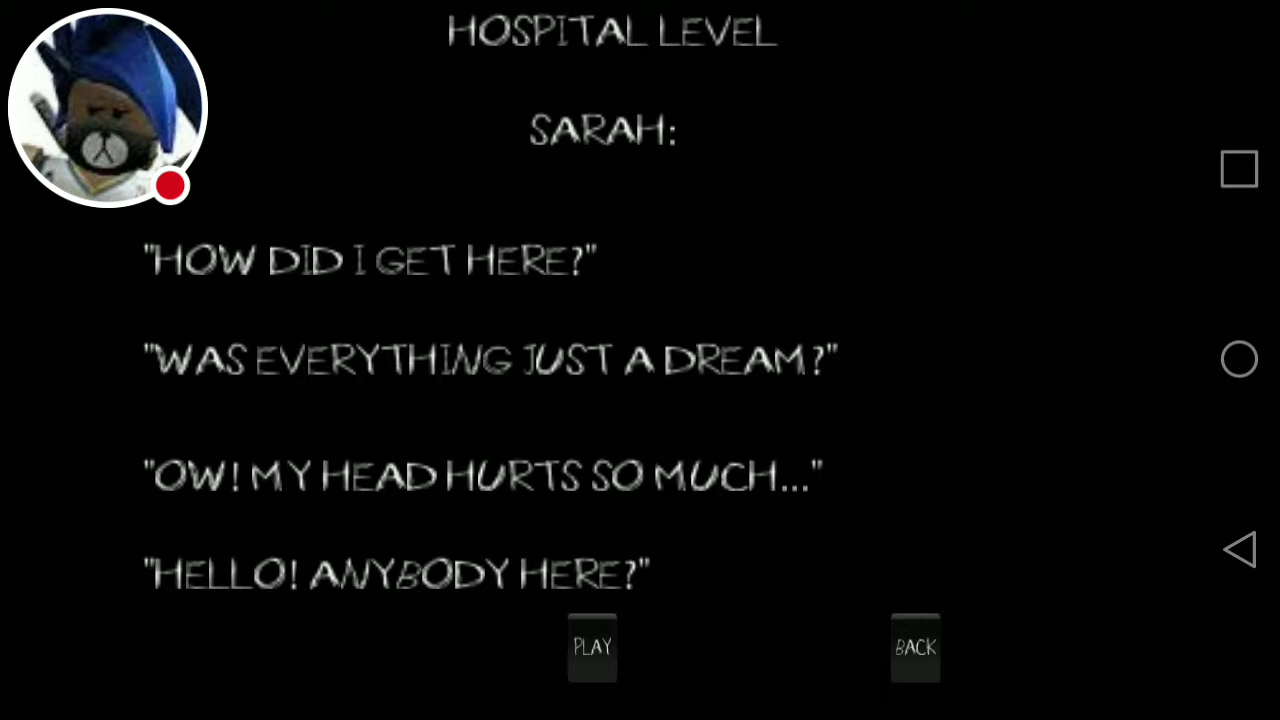 HOSPITAL LEVEL
SARAH:
"HOW DID I GET HERE?"
"WAS EVERYTHING JUST A DREAM?"
"OW! MY HEAD HURTS SO MUCH..."
"HELLO! ANYBODY HERE?"
PLAY
BACK